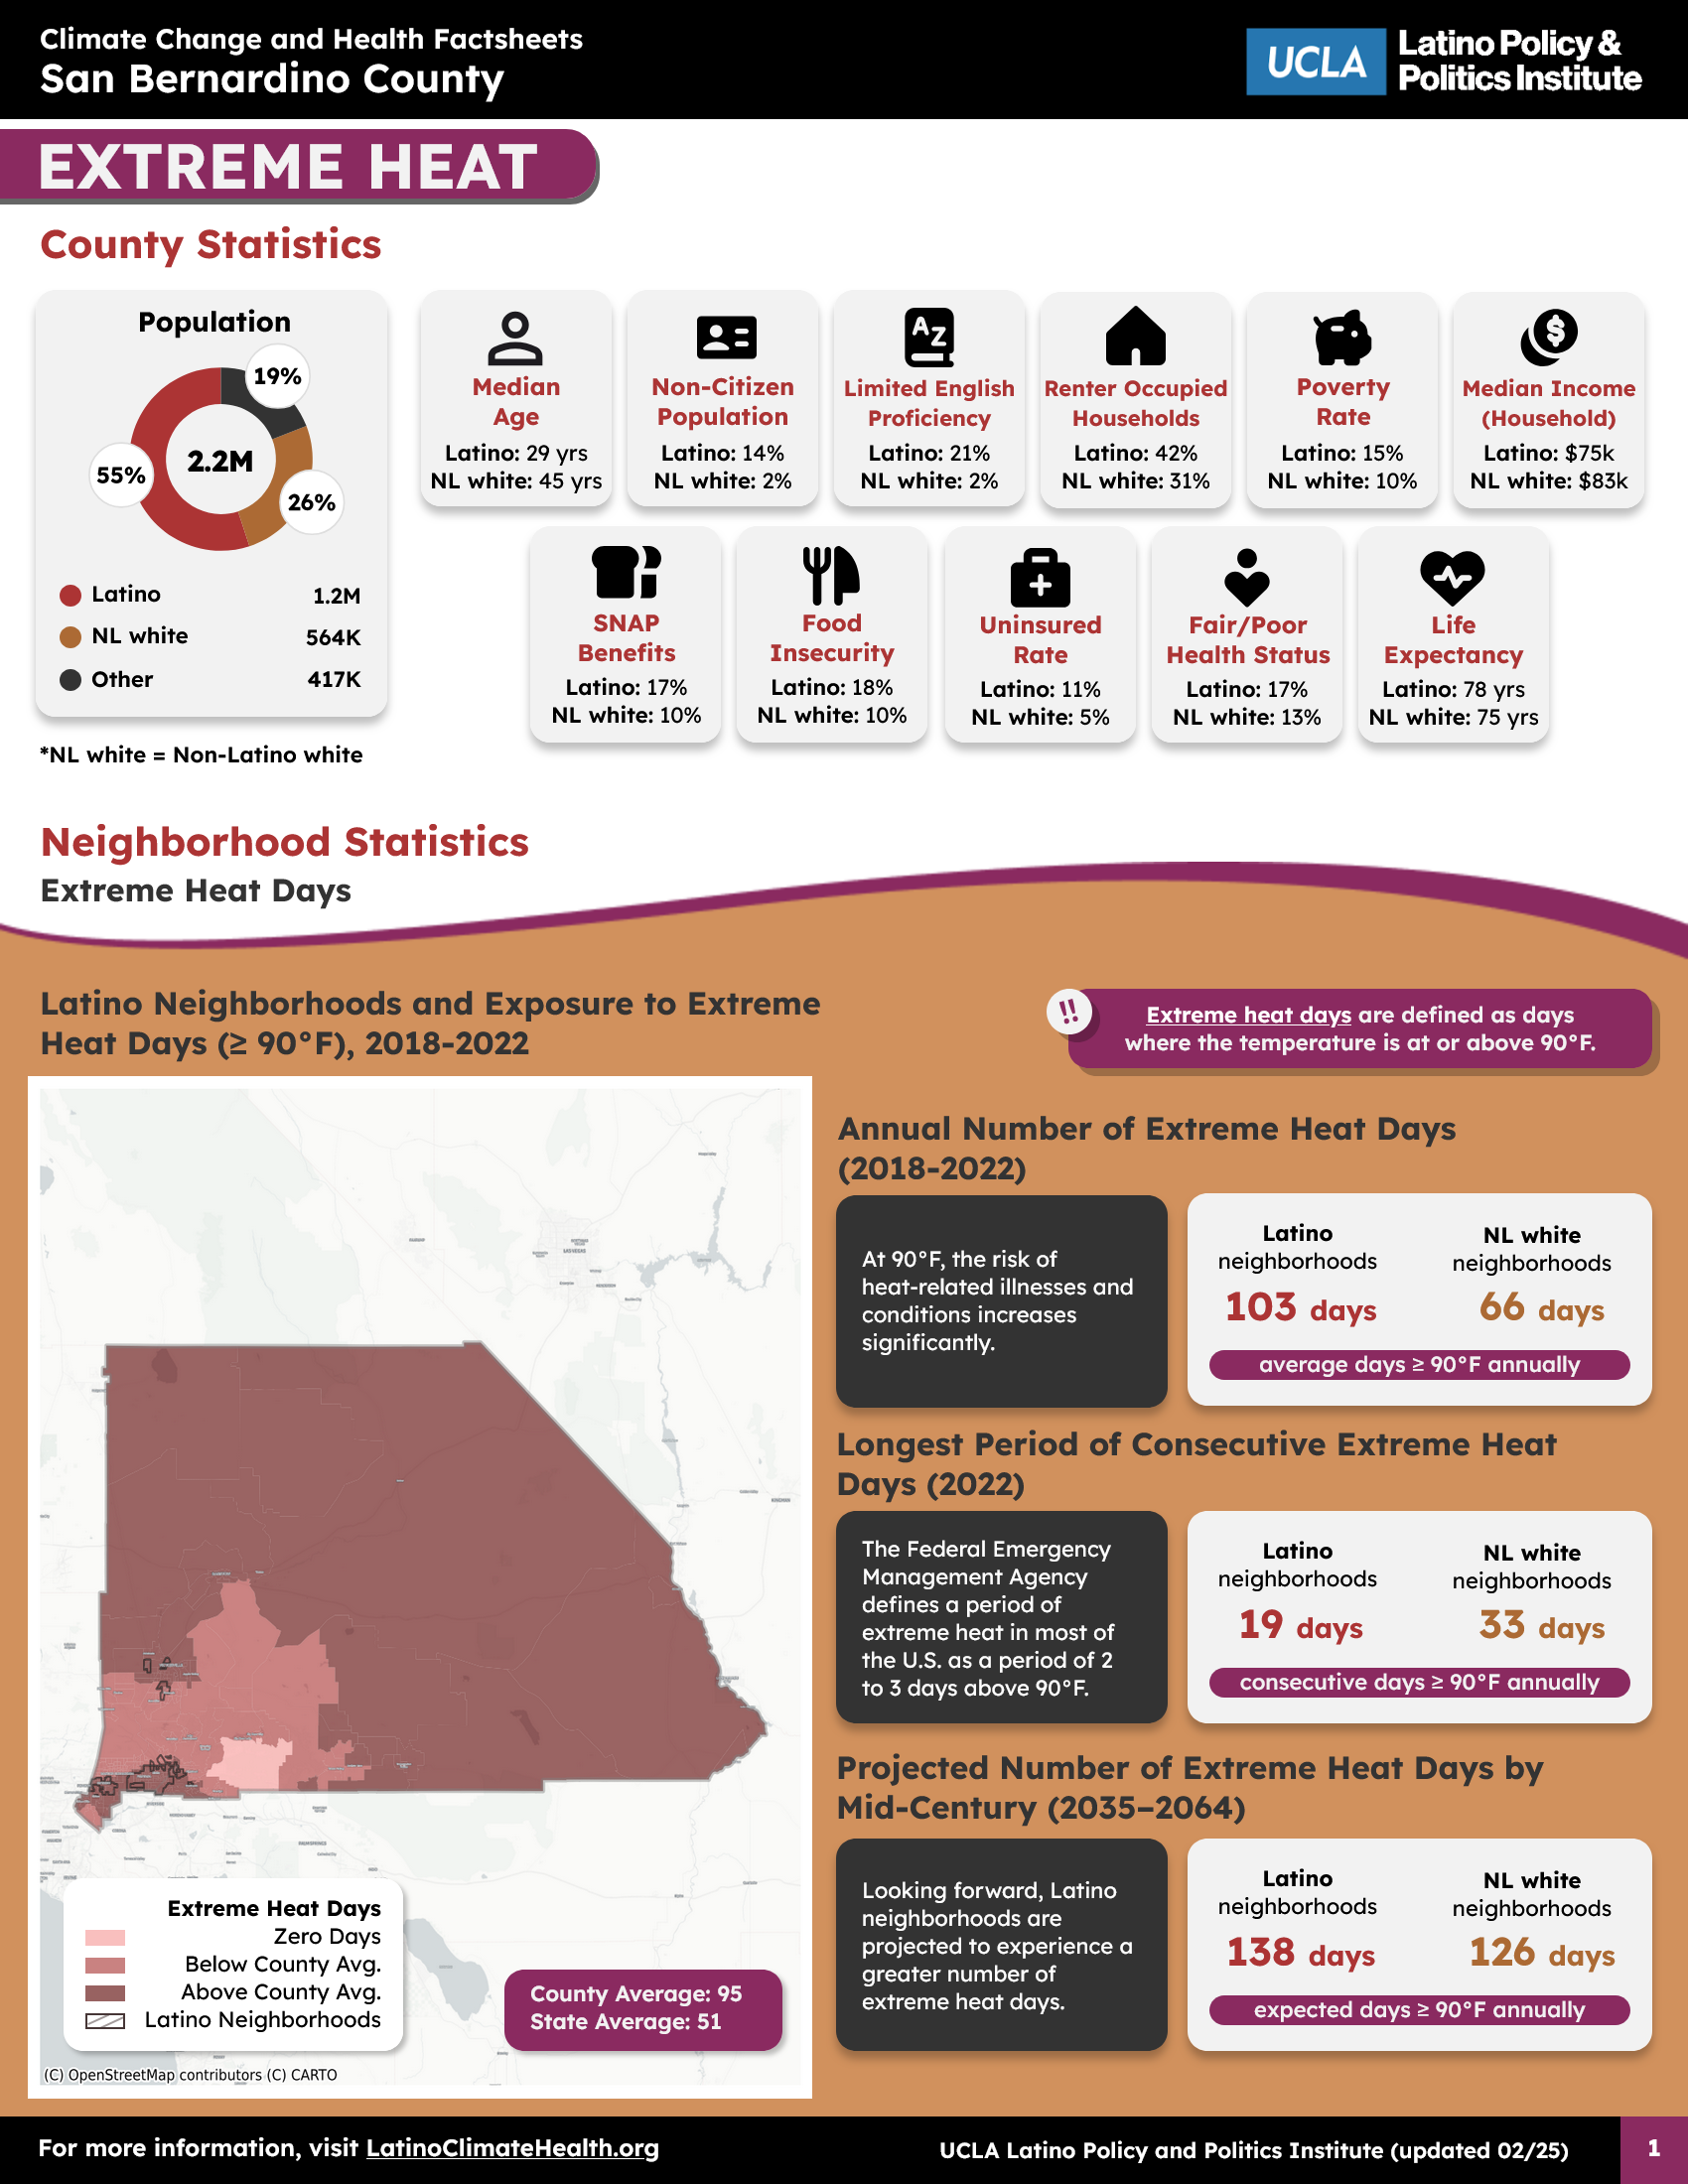 Climate Change and Health Factsheets
San Bernardino County
UCLA
Latino Policy &
Politics Institute
EXTREME HEAT
County Statistics
Population
19%
55%
2.2M
26%
Latino 1.2M
NL white 564K
Other 417K
*NL white = Non-Latino white
Median
Age
Latino: 29 yrs
NL white: 45 yrs
Non-Citizen
Population
Latino: 14%
NL white: 2%
AZ
Limited English
Proficiency
Latino: 21%
NL white: 2%
Renter Occupied
Households
Latino: 42%
NL white: 31%
Poverty
Rate
Latino: 15%
NL white: 10%
$
Median Income
(Household)
Latino: $75k
NL white: $83k
SNAP
Benefits
Latino: 17%
NL white: 10%
Food
Insecurity
Latino: 18%
NL white: 10%
Uninsured
Rate
Latino: 11%
NL white: 5%
Fair/Poor
Health Status
Latino: 17%
NL white: 13%
Life
Expectancy
Latino: 78 yrs
NL white: 75 yrs
Neighborhood Statistics
Extreme Heat Days
Latino Neighborhoods and Exposure to Extreme
Heat Days (≥ 90°F), 2018-2022
!!
Extreme heat days are defined as days
where the temperature is at or above 90°F.
LAS VEGAS
Extreme Heat Days
Zero Days
Below County Avg.
Above County Avg.
Latino Neighborhoods
County Average: 95
State Average: 51
(C) OpenStreetMap contributors (C) CARTO
Annual Number of Extreme Heat Days
(2018-2022)
At 90°F, the risk of
heat-related illnesses and
conditions increases
significantly.
Latino
neighborhoods
103 days
NL white
neighborhoods
66 days
average days ≥ 90°F annually
Longest Period of Consecutive Extreme Heat
Days (2022)
The Federal Emergency
Management Agency
defines a period of
extreme heat in most of
the U.S. as a period of 2
to 3 days above 90°F.
Latino
neighborhoods
19 days
NL white
neighborhoods
33 days
consecutive days ≥ 90°F annually
Projected Number of Extreme Heat Days by
Mid-Century (2035–2064)
Looking forward, Latino
neighborhoods are
projected to experience a
greater number of
extreme heat days.
Latino
neighborhoods
138 days
NL white
neighborhoods
126 days
expected days ≥ 90°F annually
For more information, visit LatinoClimateHealth.org
UCLA Latino Policy and Politics Institute (updated 02/25)
1